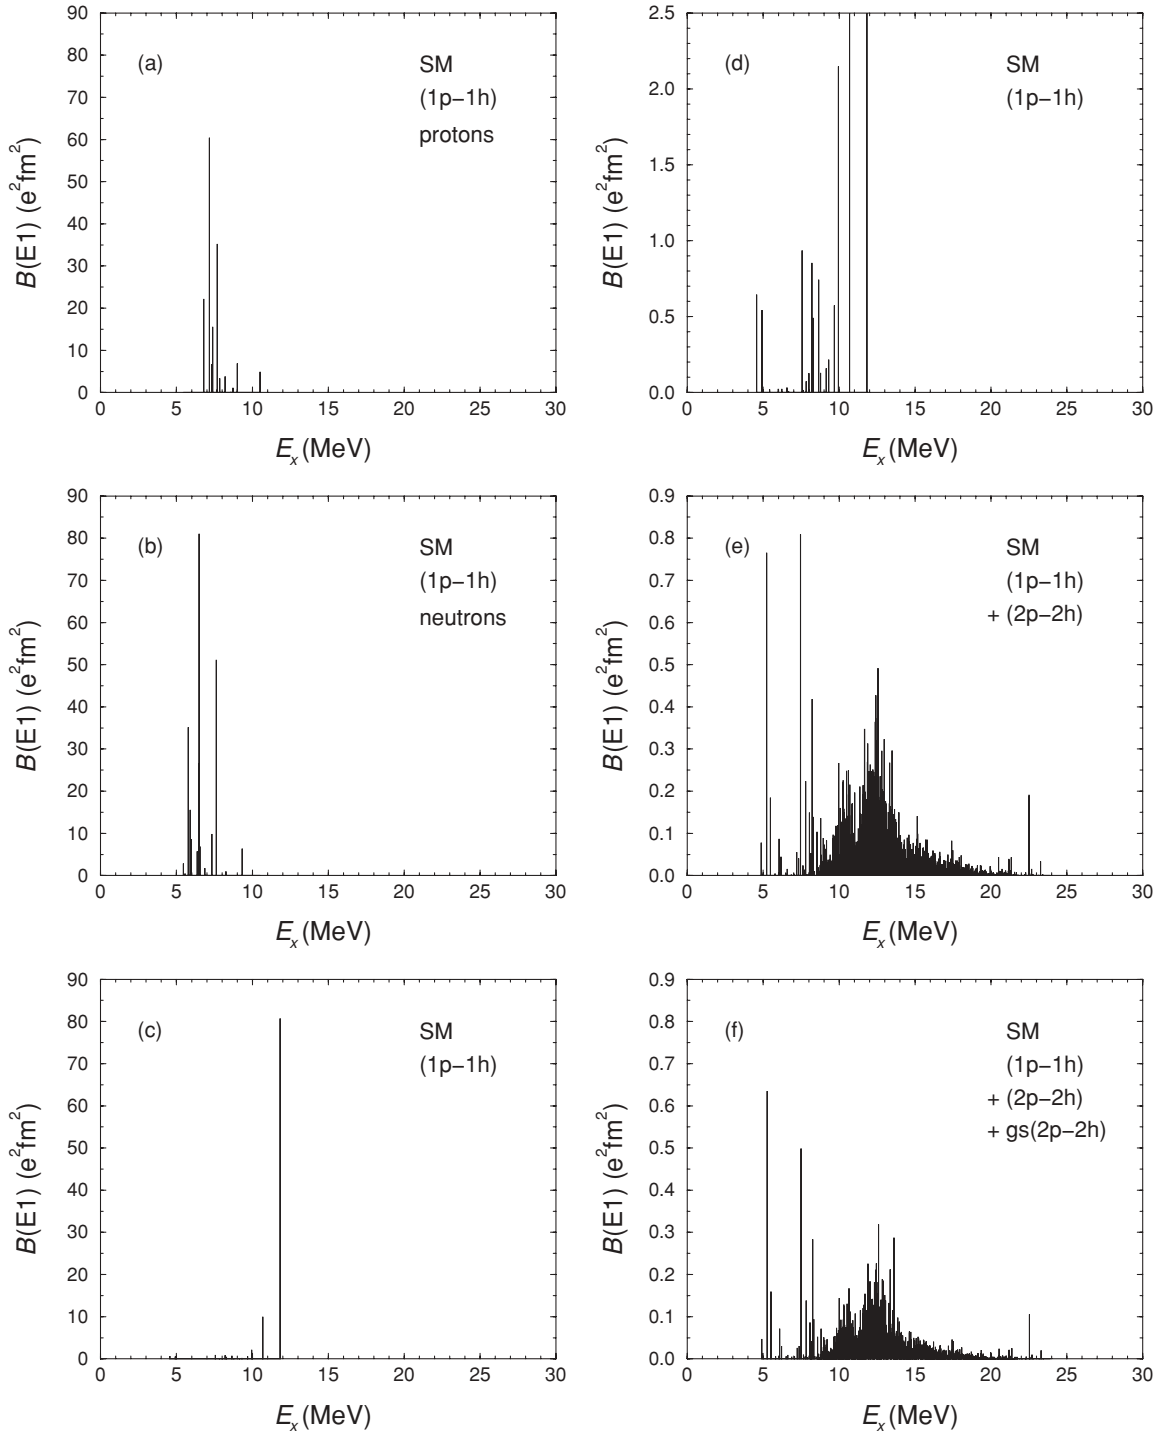 90
80
70
60
50
40
30
20
10
0
B(E1) (e²fm²)
(a)
SM
(1p−1h)
protons
0 5 10 15 20 25 30
Eₓ(MeV)
2.5
2.0
1.5
1.0
0.5
0.0
B(E1) (e²fm²)
(d)
SM
(1p−1h)
0 5 10 15 20 25 30
Eₓ(MeV)
90
80
70
60
50
40
30
20
10
0
B(E1) (e²fm²)
(b)
SM
(1p−1h)
neutrons
0 5 10 15 20 25 30
Eₓ(MeV)
0.9
0.8
0.7
0.6
0.5
0.4
0.3
0.2
0.1
0.0
B(E1) (e²fm²)
(e)
SM
(1p−1h)
+ (2p−2h)
0 5 10 15 20 25 30
Eₓ(MeV)
90
80
70
60
50
40
30
20
10
0
B(E1) (e²fm²)
(c)
SM
(1p−1h)
0 5 10 15 20 25 30
Eₓ(MeV)
0.9
0.8
0.7
0.6
0.5
0.4
0.3
0.2
0.1
0.0
B(E1) (e²fm²)
(f)
SM
(1p−1h)
+ (2p−2h)
+ gs(2p−2h)
0 5 10 15 20 25 30
Eₓ(MeV)